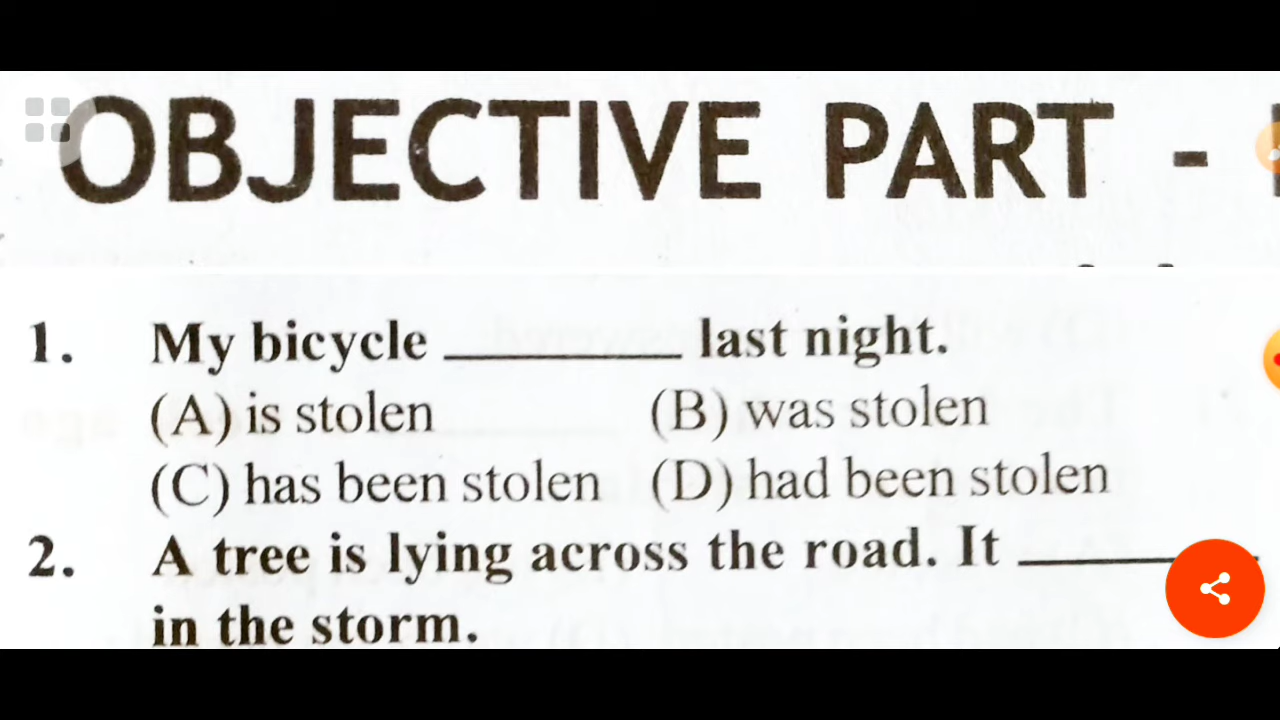 OBJECTIVE PART -
1. My bicycle ________ last night.
(A) is stolen (B) was stolen
(C) has been stolen (D) had been stolen
2. A tree is lying across the road. It ________
in the storm.